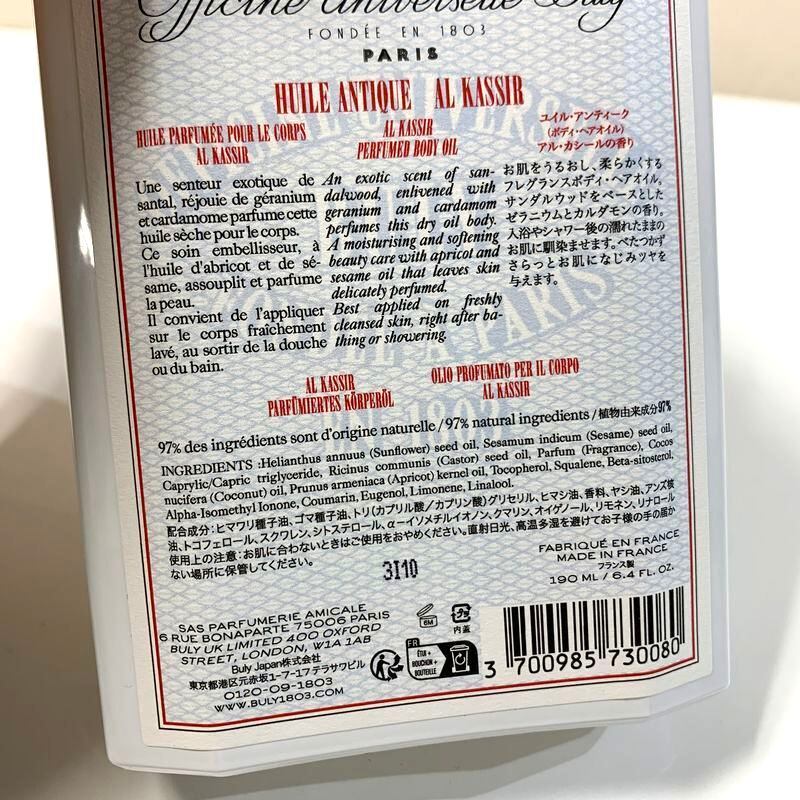 Officine Universelle Buly
FONDÉE EN 1803
PARIS
HUILE ANTIQUE AL KASSIR
HUILE PARFUMÉE POUR LE CORPS
AL KASSIR
Une senteur exotique de
santal, réjouie de géranium
et cardamome parfume cette
huile sèche pour le corps.
Ce soin embellisseur, à
l'huile d'abricot et de sé-
same, assouplit et parfume
la peau.
Il convient de l'appliquer
sur le corps fraîchement
lavé, au sortir de la douche
ou du bain.
AL KASSIR
PERFUMED BODY OIL
An exotic scent of san-
dalwood, enlivened with
geranium and cardamom
perfumes this dry oil body.
A moisturising and softening
beauty care with apricot and
sesame oil that leaves skin
delicately perfumed.
Best applied on freshly
cleansed skin, right after ba-
thing or showering.
ユイル・アンティーク
(ボディ・ヘアオイル)
アル・カシールの香り
お肌をうるおし、柔らかくする
フレグランスボディ・ヘアオイル。
サンダルウッドをベースとした
ゼラニウムとカルダモンの香り。
入浴やシャワー後の濡れたままの
お肌に馴染ませます。べたつかず
さらっとお肌になじみツヤを
与えます。
AL KASSIR
PARFÜMIERTES KÖRPERÖL
OLIO PROFUMATO PER IL CORPO
AL KASSIR
97% des ingrédients sont d'origine naturelle / 97% natural ingredients / 植物由来成分97%
INGREDIENTS :Helianthus annuus (Sunflower) seed oil, Sesamum indicum (Sesame) seed oil,
Caprylic/Capric triglyceride, Ricinus communis (Castor) seed oil, Parfum (Fragrance), Cocos
nucifera (Coconut) oil, Prunus armeniaca (Apricot) kernel oil, Tocopherol, Squalene, Beta-sitosterol,
Alpha-Isomethyl Ionone, Coumarin, Eugenol, Limonene, Linalool.
配合成分：ヒマワリ種子油、ゴマ種子油、トリ(カプリル酸／カプリン酸)グリセリル、ヒマシ油、香料、ヤシ油、アンズ核
油、トコフェロール、スクワレン、シトステロール、α－イソメチルイオノン、クマリン、オイゲノール、リモネン、リナロール
使用上の注意：お肌に合わないときはご使用をおやめください。直射日光、高温多湿を避けてお子様の手の届か
ない場所に保管してください。
3I10
FABRIQUÉ EN FRANCE
MADE IN FRANCE
フランス製
190 ML / 6.4 FL. OZ.
SAS PARFUMERIE AMICALE
6 RUE BONAPARTE 75006 PARIS
BULY UK LIMITED 400 OXFORD
STREET, LONDON, W1A 1AB
Buly Japan株式会社
東京都港区元赤坂1-7-17テラサワビル
0120-09-1803
WWW.BULY1803.COM
6M
内蓋
FR
ÉTUI +
BOUCHON +
BOUTEILLE
3 700985 730080